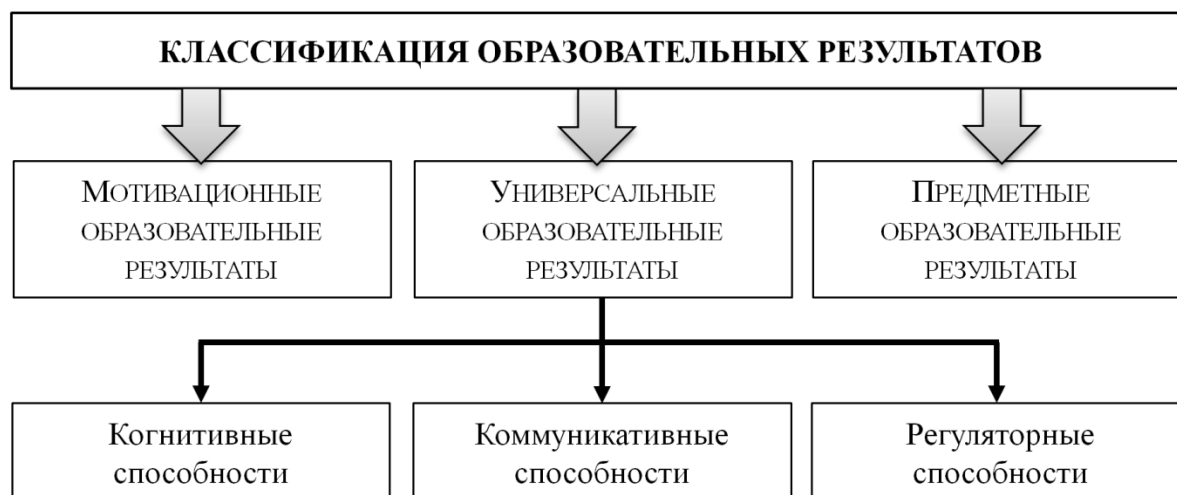 КЛАССИФИКАЦИЯ ОБРАЗОВАТЕЛЬНЫХ РЕЗУЛЬТАТОВ
МОТИВАЦИОННЫЕ
ОБРАЗОВАТЕЛЬНЫЕ
РЕЗУЛЬТАТЫ
УНИВЕРСАЛЬНЫЕ
ОБРАЗОВАТЕЛЬНЫЕ
РЕЗУЛЬТАТЫ
ПРЕДМЕТНЫЕ
ОБРАЗОВАТЕЛЬНЫЕ
РЕЗУЛЬТАТЫ
Когнитивные
способности
Коммуникативные
способности
Регуляторные
способности